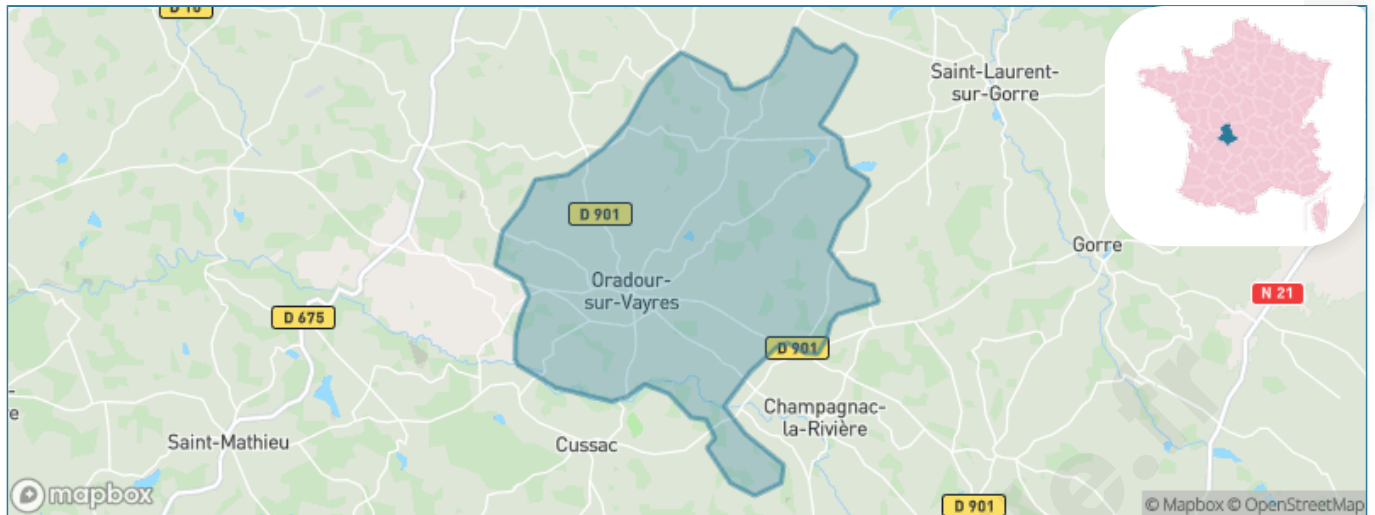 D 10
Saint-Laurent-
sur-Gorre
D 901
Gorre
Oradour-
sur-Vayres
N 21
D 675
D 901
e
Champagnac-
la-Rivière
Saint-Mathieu
Cussac
mapbox
D 901
© Mapbox © OpenStreetMap